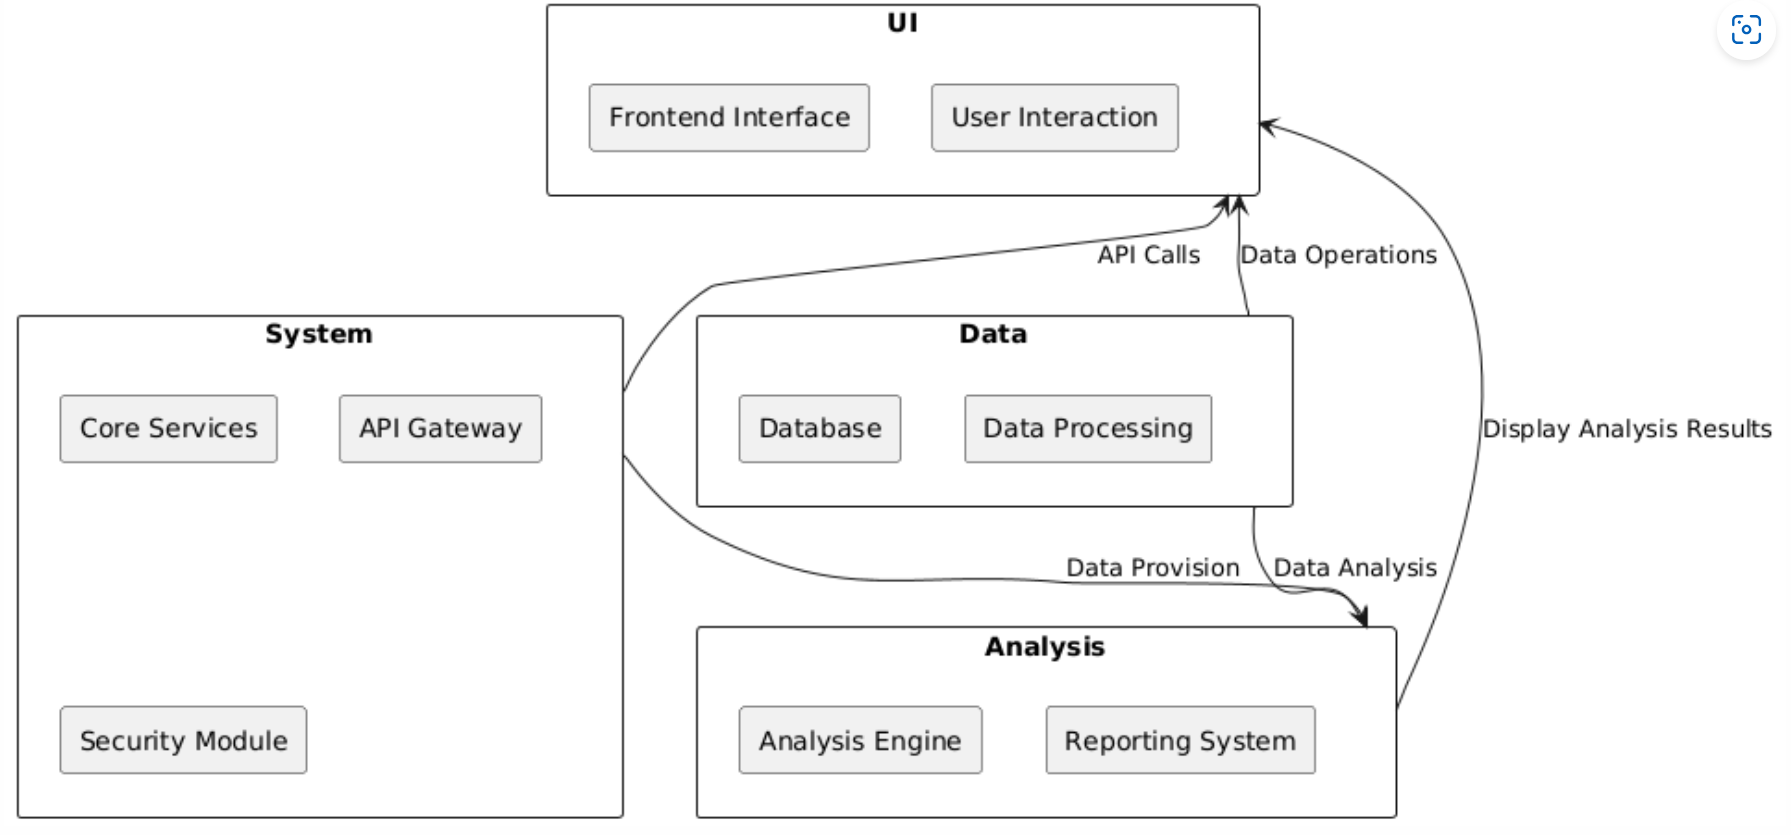 UI
Frontend Interface
User Interaction
API Calls
Data Operations
System
Data
Core Services
API Gateway
Database
Data Processing
Display Analysis Results
Data Provision
Data Analysis
Analysis
Security Module
Analysis Engine
Reporting System